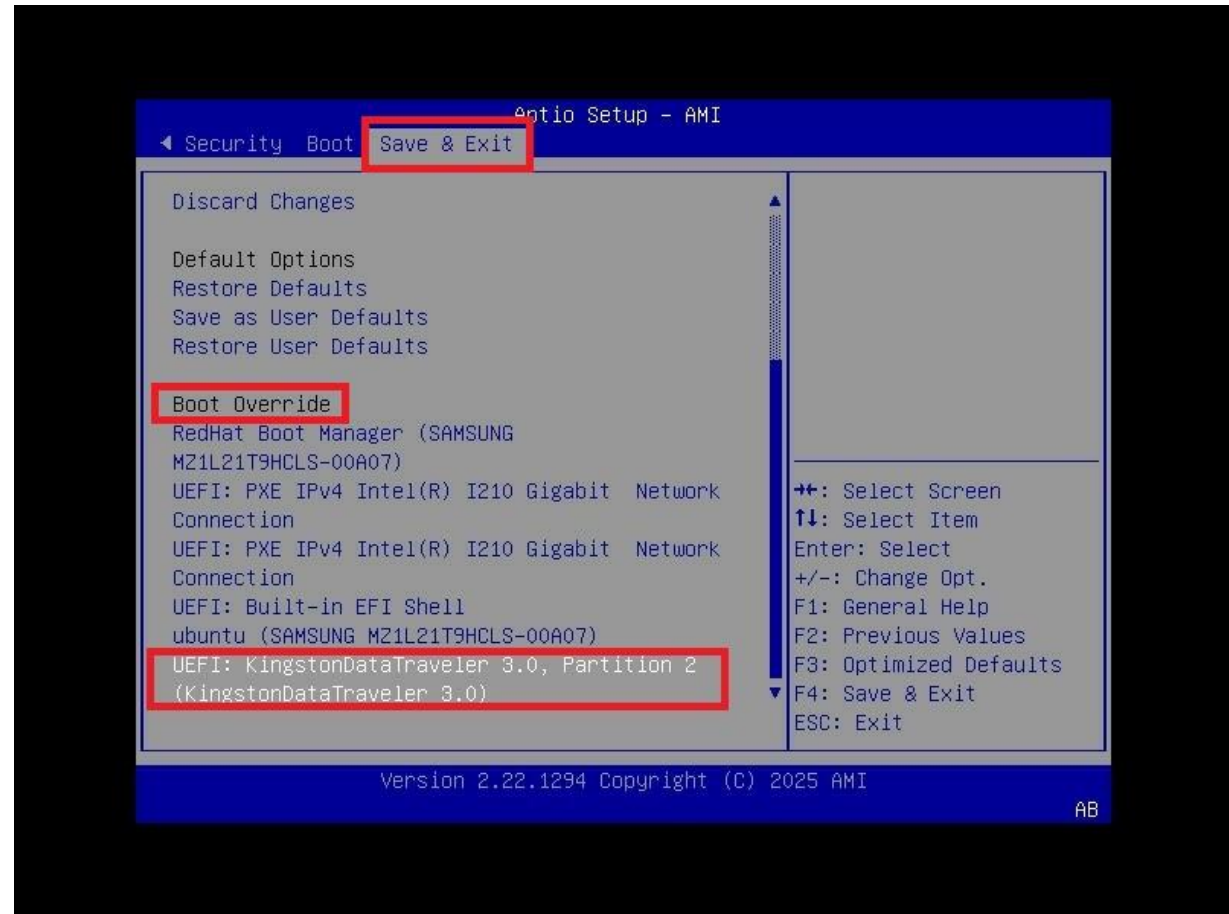 Aptio Setup - AMI
◄ Security Boot Save & Exit
Discard Changes
Default Options
Restore Defaults
Save as User Defaults
Restore User Defaults
Boot Override
RedHat Boot Manager (SAMSUNG
MZ1L21T9HCLS-00A07)
UEFI: PXE IPv4 Intel(R) I210 Gigabit  Network
Connection
UEFI: PXE IPv4 Intel(R) I210 Gigabit  Network
Connection
UEFI: Built-in EFI Shell
ubuntu (SAMSUNG MZ1L21T9HCLS-00A07)
UEFI: KingstonDataTraveler 3.0, Partition 2
(KingstonDataTraveler 3.0)
→←: Select Screen
↑↓: Select Item
Enter: Select
+/-: Change Opt.
F1: General Help
F2: Previous Values
F3: Optimized Defaults
F4: Save & Exit
ESC: Exit
Version 2.22.1294 Copyright (C) 2025 AMI
AB